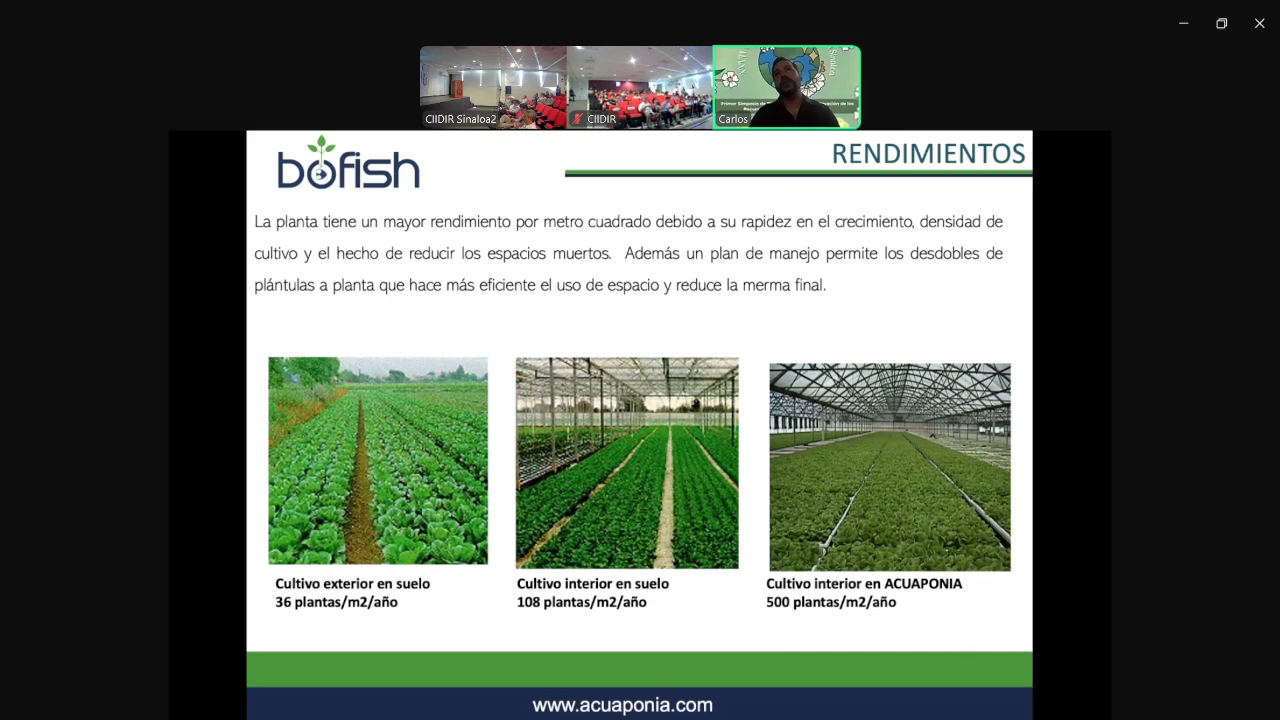 CIIDIR Sinaloa2
CIIDIR
Carlos
Sinaloa
bofish
RENDIMIENTOS
La planta tiene un mayor rendimiento por metro cuadrado debido a su rapidez en el crecimiento, densidad de
cultivo y el hecho de reducir los espacios muertos. Además un plan de manejo permite los desdobles de
plántulas a planta que hace más eficiente el uso de espacio y reduce la merma final.
Cultivo exterior en suelo
36 plantas/m2/año
Cultivo interior en suelo
108 plantas/m2/año
Cultivo interior en ACUAPONIA
500 plantas/m2/año
www.acuaponia.com